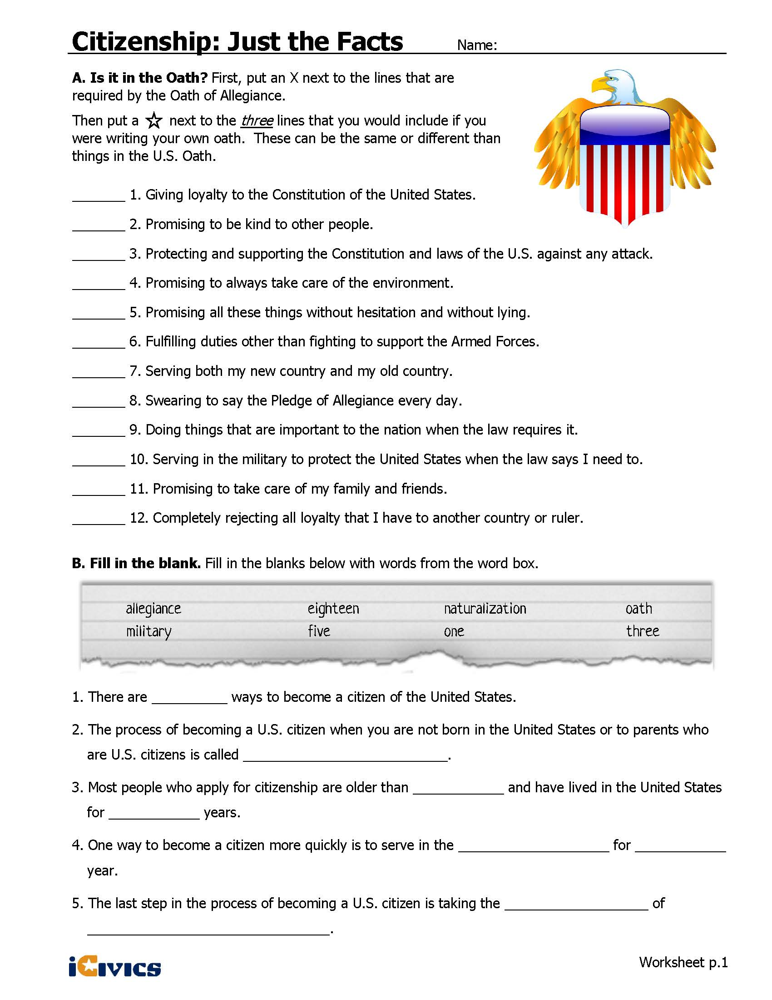 Citizenship: Just the Facts Name:
A. Is it in the Oath? First, put an X next to the lines that are
required by the Oath of Allegiance.
Then put a ☆ next to the three lines that you would include if you
were writing your own oath. These can be the same or different than
things in the U.S. Oath.
_______ 1. Giving loyalty to the Constitution of the United States.
_______ 2. Promising to be kind to other people.
_______ 3. Protecting and supporting the Constitution and laws of the U.S. against any attack.
_______ 4. Promising to always take care of the environment.
_______ 5. Promising all these things without hesitation and without lying.
_______ 6. Fulfilling duties other than fighting to support the Armed Forces.
_______ 7. Serving both my new country and my old country.
_______ 8. Swearing to say the Pledge of Allegiance every day.
_______ 9. Doing things that are important to the nation when the law requires it.
_______ 10. Serving in the military to protect the United States when the law says I need to.
_______ 11. Promising to take care of my family and friends.
_______ 12. Completely rejecting all loyalty that I have to another country or ruler.
B. Fill in the blank. Fill in the blanks below with words from the word box.
allegiance eighteen naturalization oath
military five one three
1. There are __________ ways to become a citizen of the United States.
2. The process of becoming a U.S. citizen when you are not born in the United States or to parents who
are U.S. citizens is called ___________________________.
3. Most people who apply for citizenship are older than ____________ and have lived in the United States
for ____________ years.
4. One way to become a citizen more quickly is to serve in the ____________________ for ____________
year.
5. The last step in the process of becoming a U.S. citizen is taking the ___________________ of
________________________________.
iCivics
Worksheet p.1